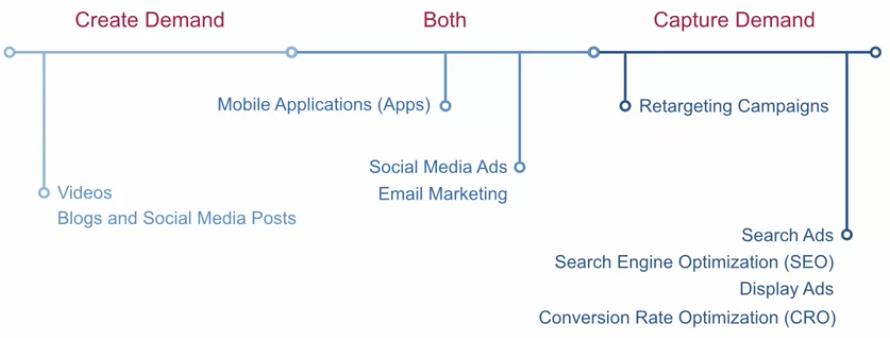 Create Demand
Both
Capture Demand
Mobile Applications (Apps)
Retargeting Campaigns
Social Media Ads
Email Marketing
Videos
Blogs and Social Media Posts
Search Ads
Search Engine Optimization (SEO)
Display Ads
Conversion Rate Optimization (CRO)